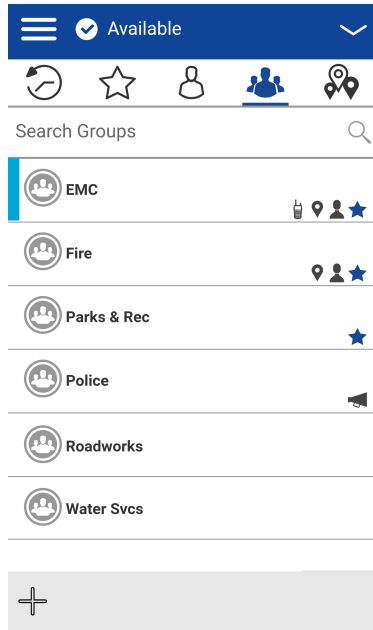 Available
Search Groups
EMC
Fire
Parks & Rec
Police
Roadworks
Water Svcs